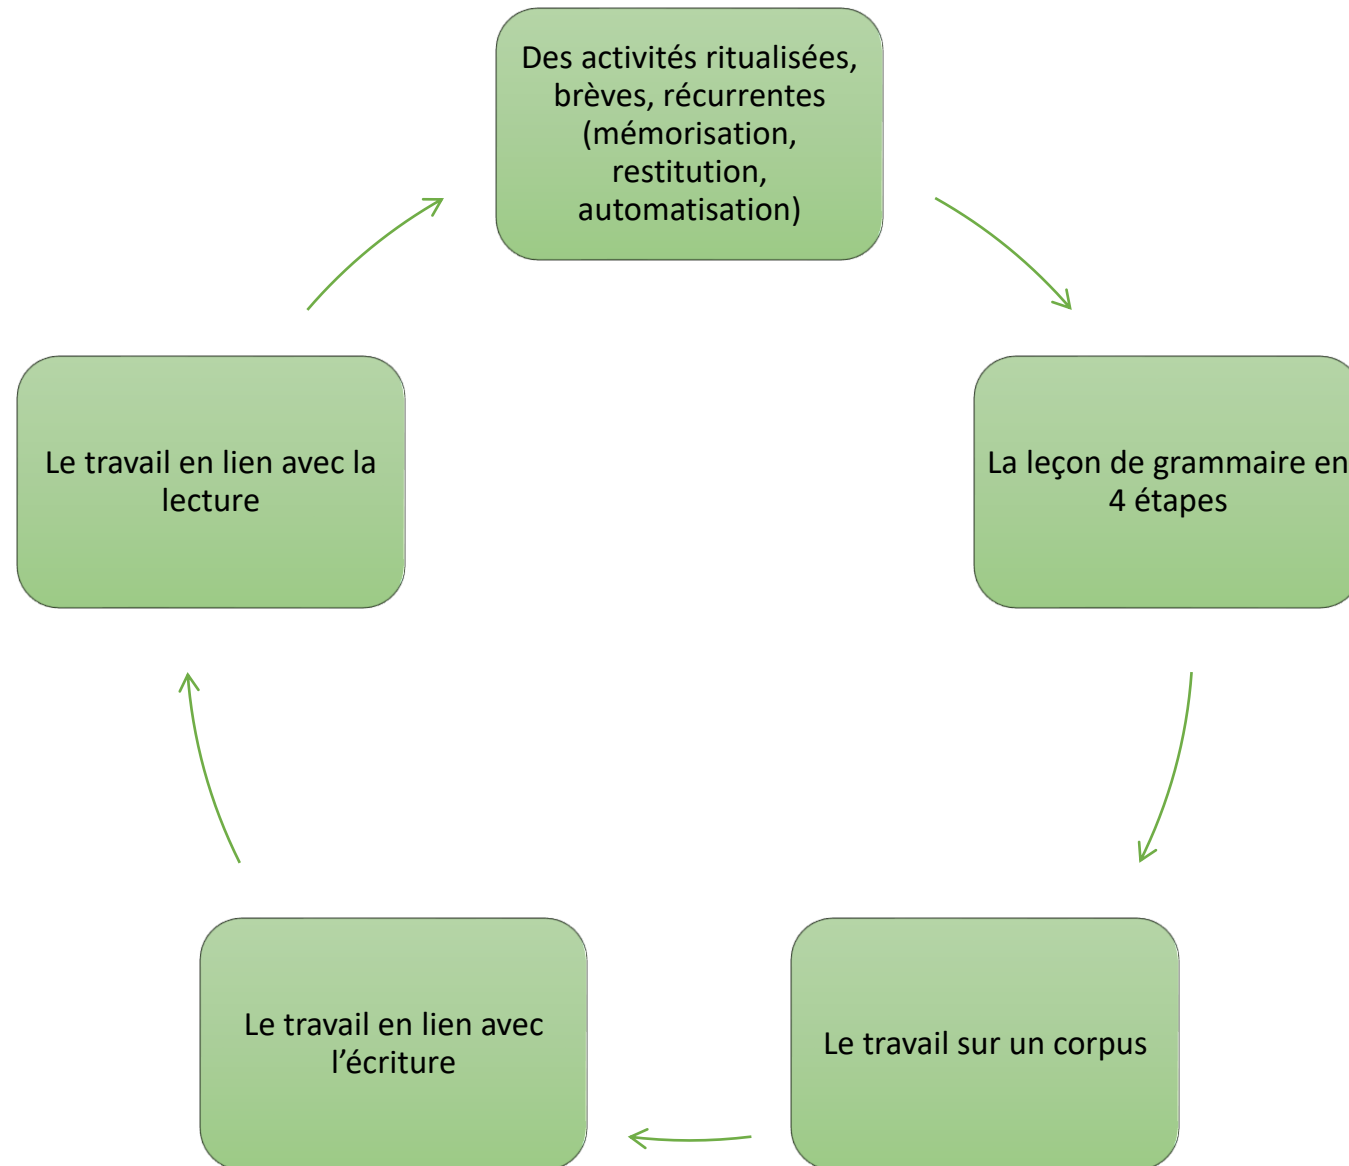 Des activités ritualisées,
brèves, récurrentes
(mémorisation,
restitution,
automatisation)
La leçon de grammaire en
4 étapes
Le travail sur un corpus
Le travail en lien avec
l’écriture
Le travail en lien avec la
lecture